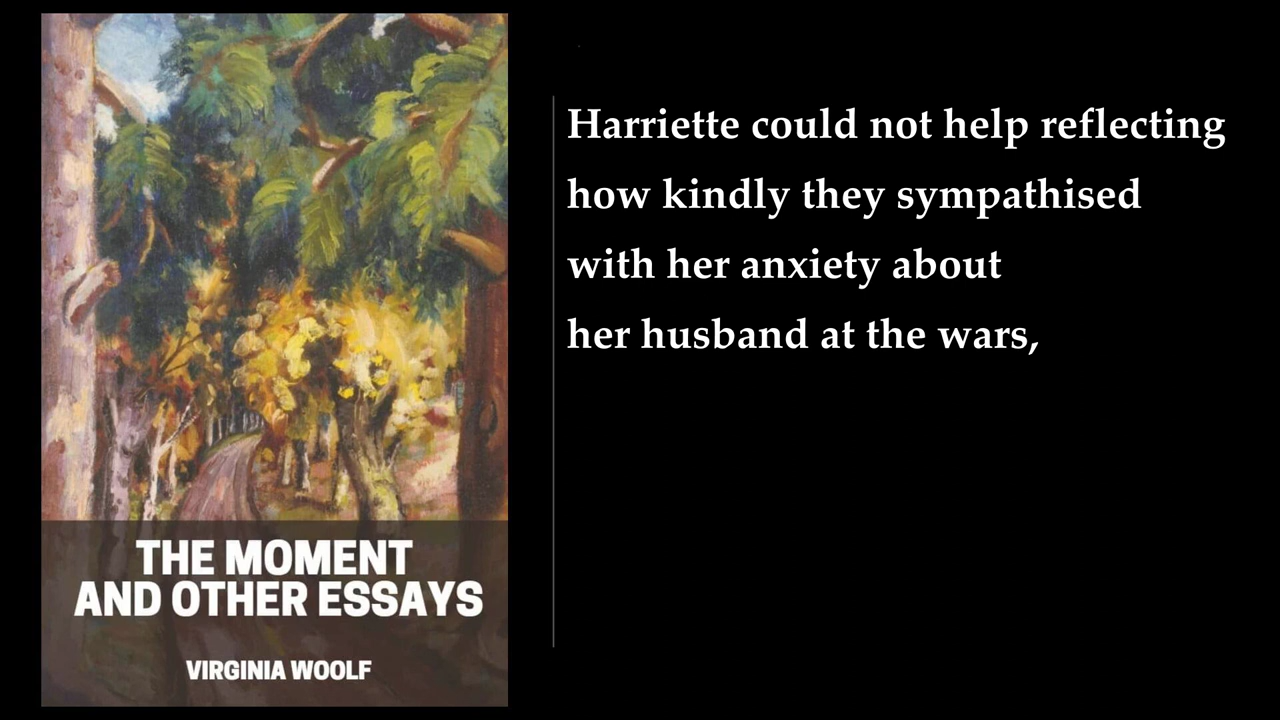 THE MOMENT
AND OTHER ESSAYS
VIRGINIA WOOLF
Harriette could not help reflecting
how kindly they sympathised
with her anxiety about
her husband at the wars,